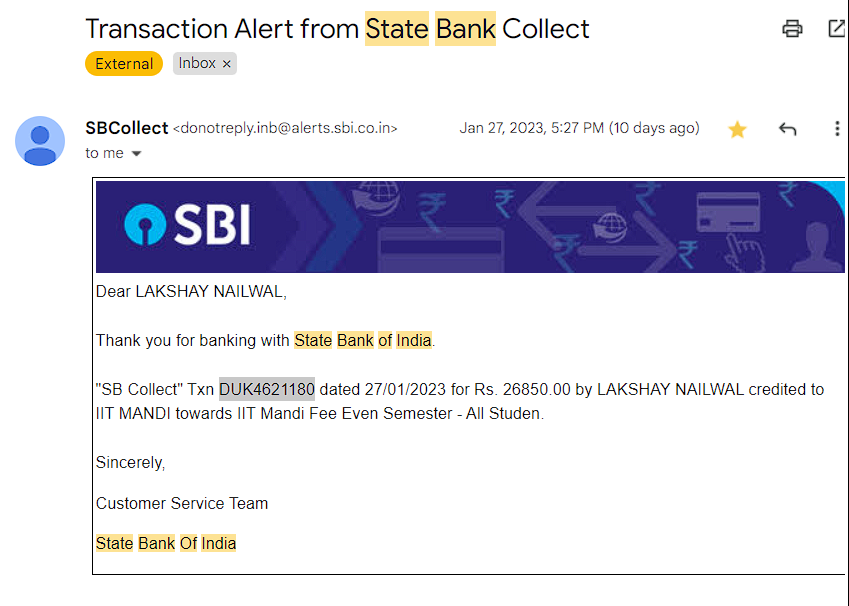 Transaction Alert from State Bank Collect
External Inbox ×
SBCollect <donotreply.inb@alerts.sbi.co.in> Jan 27, 2023, 5:27 PM (10 days ago)
to me
SBI
Dear LAKSHAY NAILWAL,
Thank you for banking with State Bank of India.
"SB Collect" Txn DUK4621180 dated 27/01/2023 for Rs. 26850.00 by LAKSHAY NAILWAL credited to
IIT MANDI towards IIT Mandi Fee Even Semester - All Studen.
Sincerely,
Customer Service Team
State Bank Of India